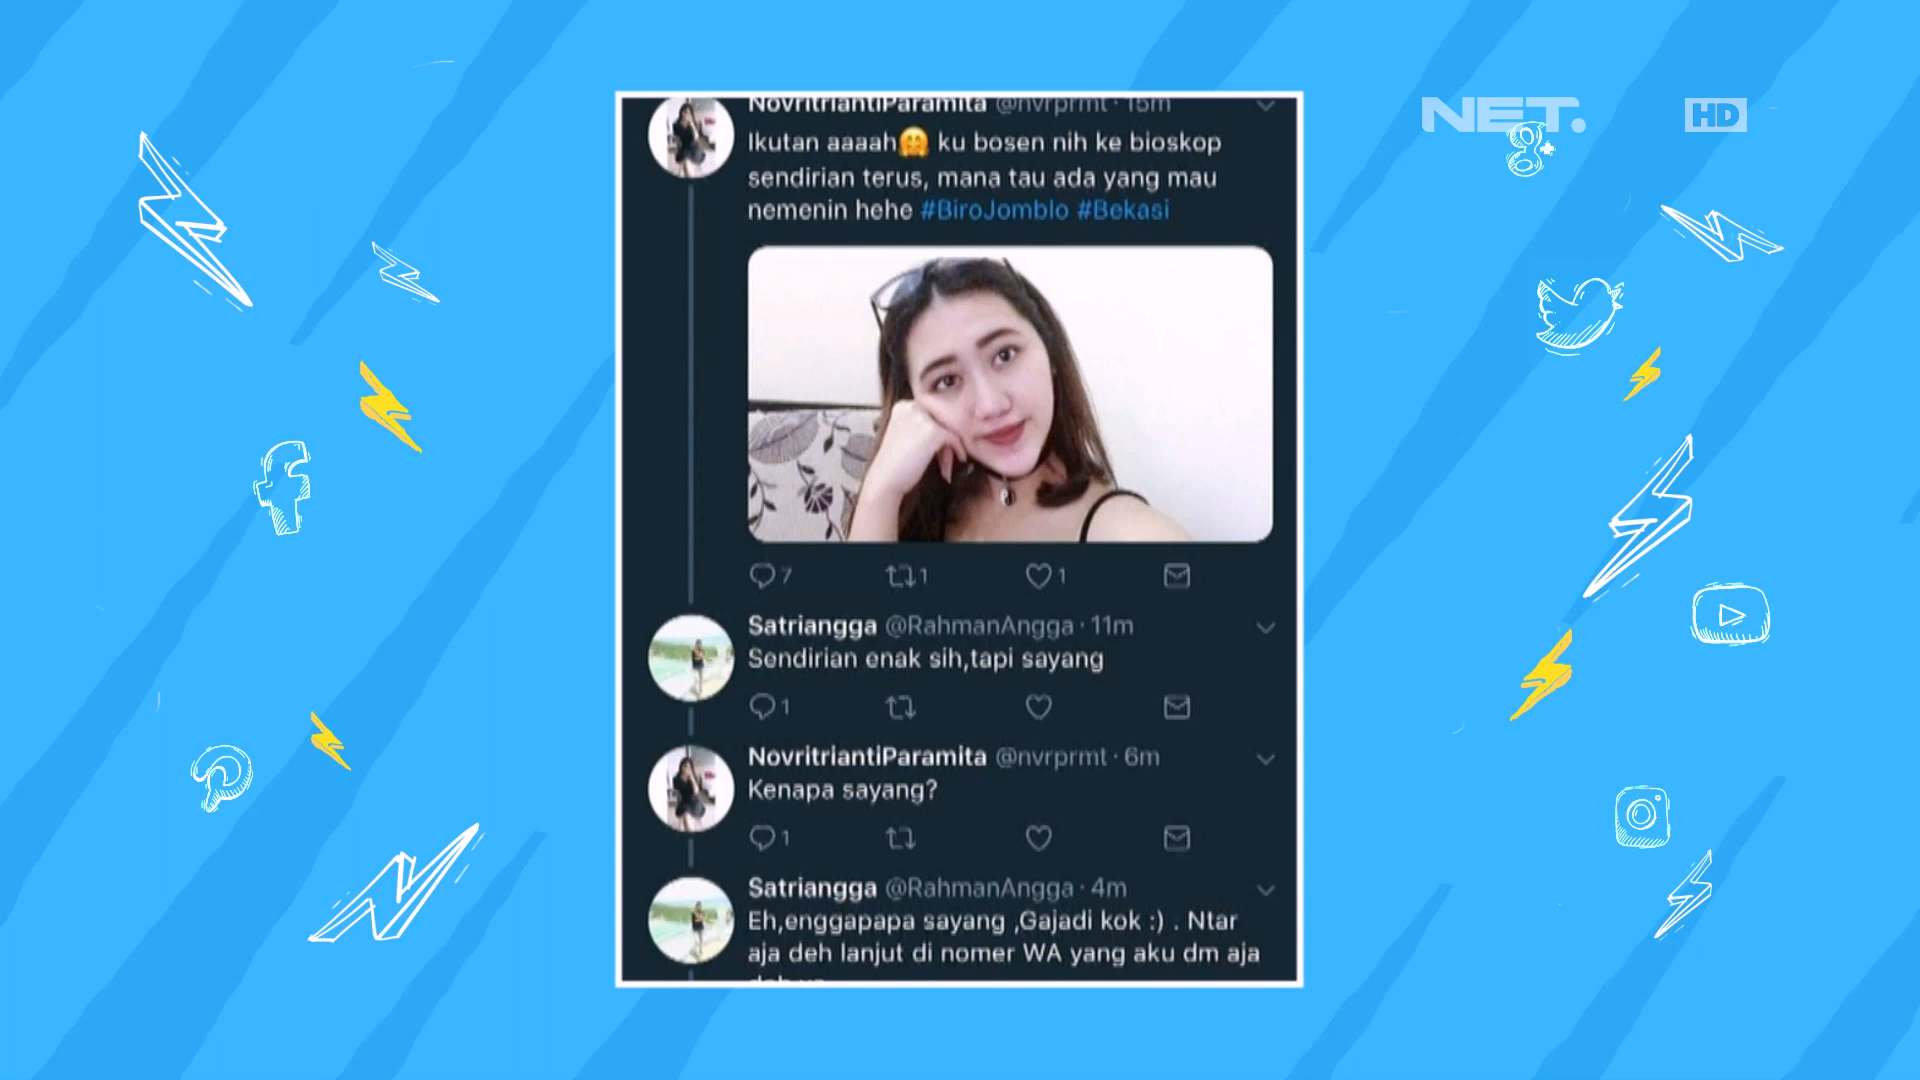 NET.
HD
NovritriantiParamita @nvrprmt · 15m
Ikutan aaaah🤗 ku bosen nih ke bioskop
sendirian terus, mana tau ada yang mau
nemenin hehe #BiroJomblo #Bekasi
7 1 1
Satriangga @RahmanAngga · 11m
Sendirian enak sih,tapi sayang
1
NovritriantiParamita @nvrprmt · 6m
Kenapa sayang?
1
Satriangga @RahmanAngga · 4m
Eh,enggapapa sayang ,Gajadi kok :) . Ntar
aja deh lanjut di nomer WA yang aku dm aja